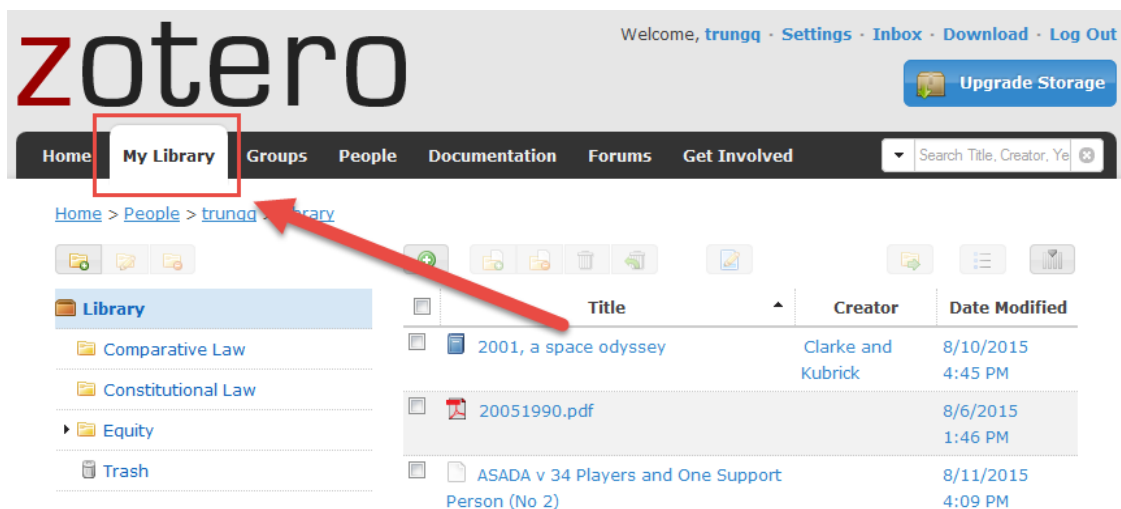 zotero
Welcome, trungq · Settings · Inbox · Download · Log Out
Upgrade Storage
Home My Library Groups People Documentation Forums Get Involved
Search Title, Creator, Ye
Home > People > trungq > Library
Library
Comparative Law
Constitutional Law
Equity
Trash
Title Creator Date Modified
2001, a space odyssey Clarke and 8/10/2015
Kubrick 4:45 PM
20051990.pdf 8/6/2015
1:46 PM
ASADA v 34 Players and One Support 8/11/2015
Person (No 2) 4:09 PM